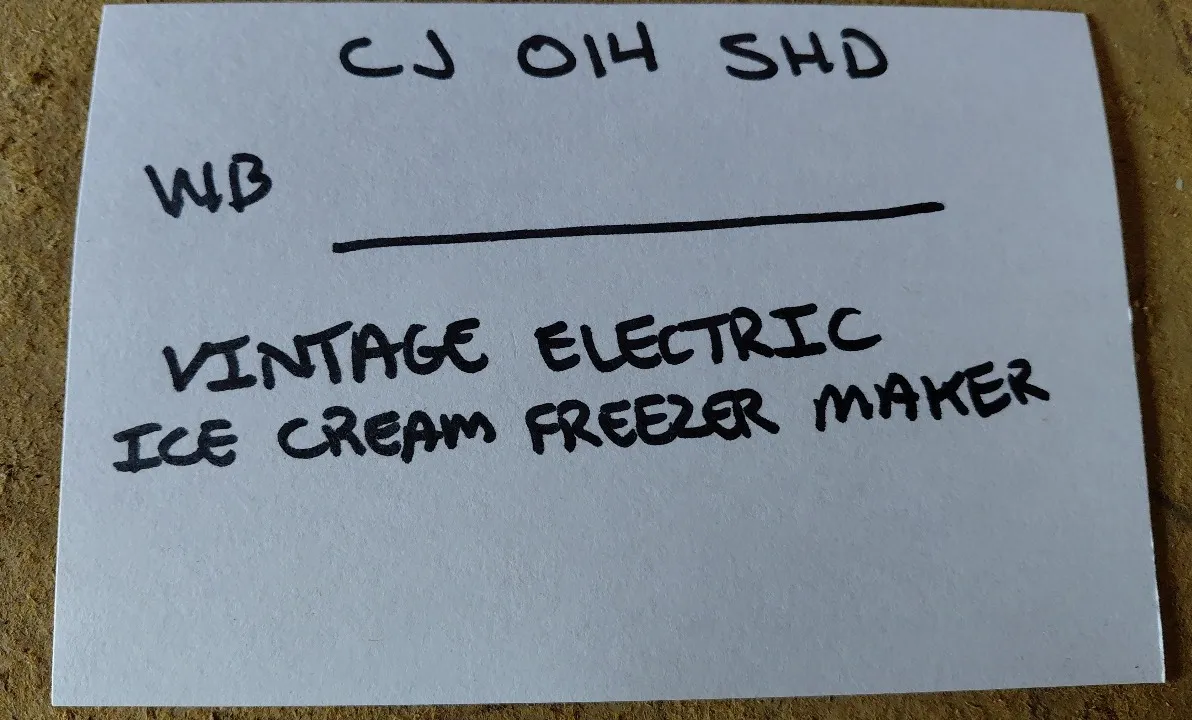 CJ 014 SHD
WB
VINTAGE ELECTRIC
ICE CREAM FREEZER MAKER